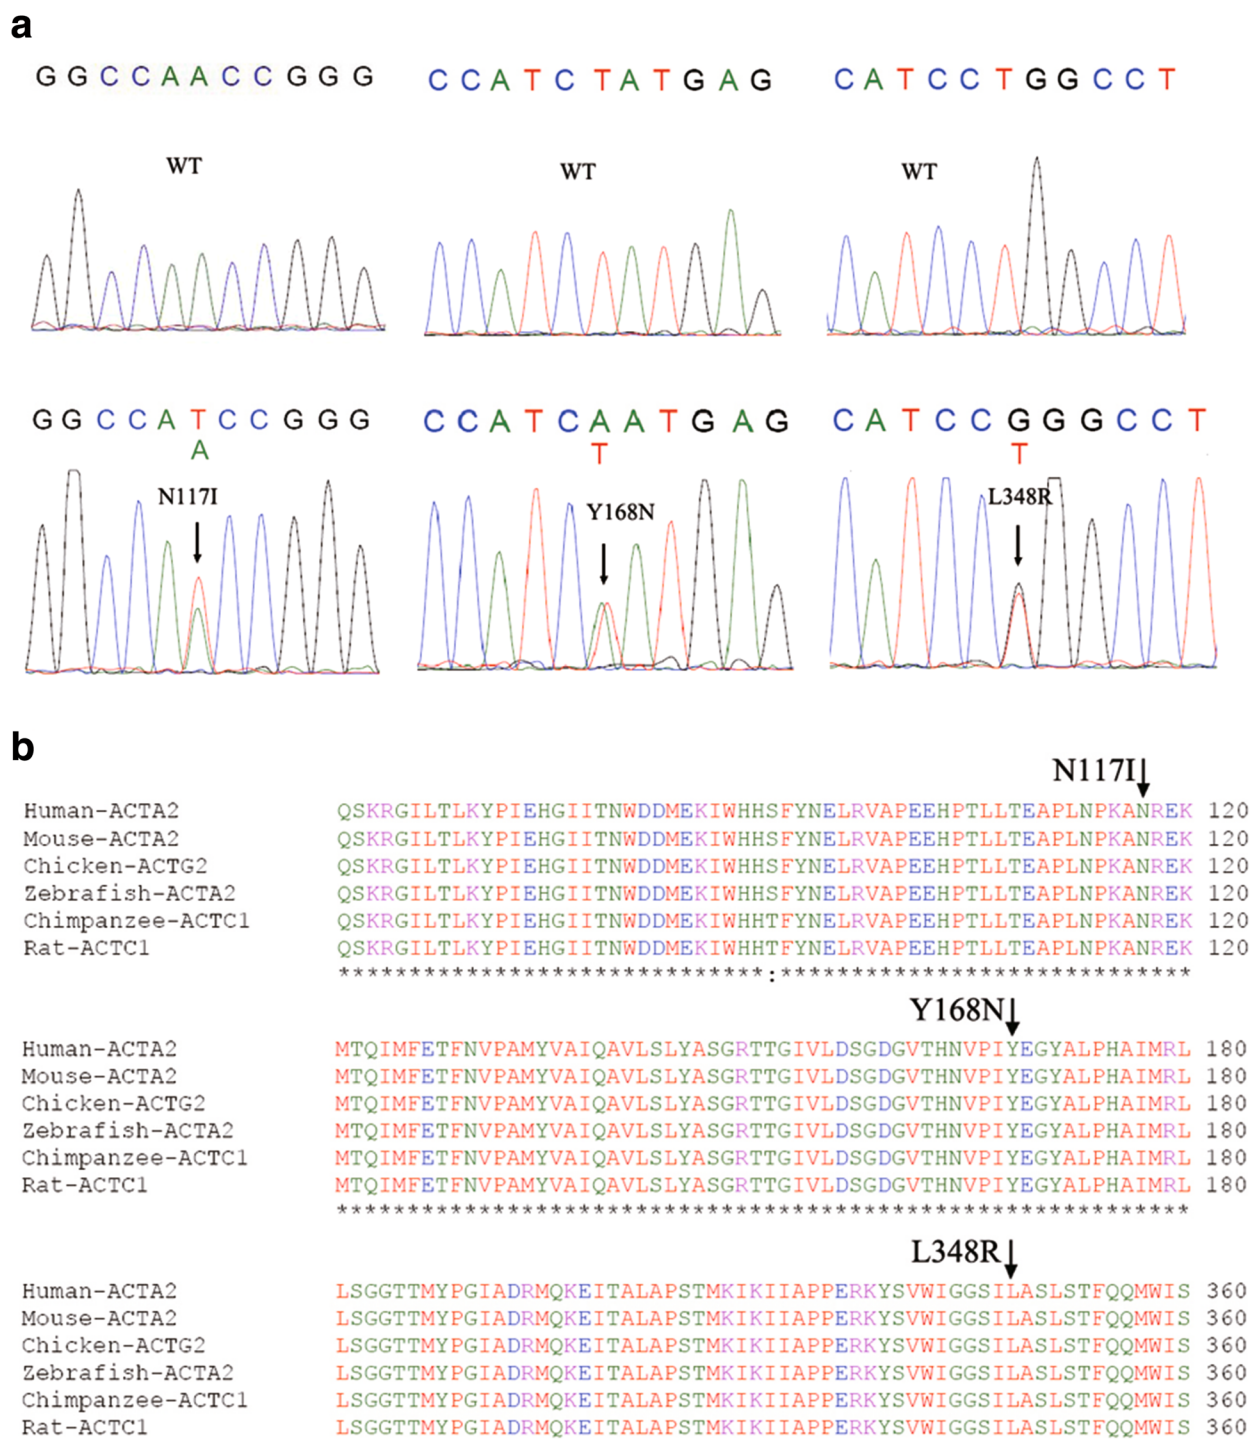 a
G G C C A A C C G G G
C C A T C T A T G A G
C A T C C T G G C C T
WT
WT
WT
G G C C A T C C G G G
A
C C A T C A A T G A G
T
C A T C C G G G C C T
T
N117I
Y168N
L348R
b
N117I
Human-ACTA2 QSKRGILTLKYPIEHGIITNWDDMEKIWHHSFYNELRVAPEEHPTLLTEAPLNPKANREK 120
Mouse-ACTA2 QSKRGILTLKYPIEHGIITNWDDMEKIWHHSFYNELRVAPEEHPTLLTEAPLNPKANREK 120
Chicken-ACTG2 QSKRGILTLKYPIEHGIITNWDDMEKIWHHSFYNELRVAPEEHPTLLTEAPLNPKANREK 120
Zebrafish-ACTA2 QSKRGILTLKYPIEHGIITNWDDMEKIWHHSFYNELRVAPEEHPTLLTEAPLNPKANREK 120
Chimpanzee-ACTC1 QSKRGILTLKYPIEHGIITNWDDMEKIWHHTFYNELRVAPEEHPTLLTEAPLNPKANREK 120
Rat-ACTC1 QSKRGILTLKYPIEHGIITNWDDMEKIWHHTFYNELRVAPEEHPTLLTEAPLNPKANREK 120
******************************:*****************************
Y168N
Human-ACTA2 MTQIMFETFNVPAMYVAIQAVLSLYASGRTTGIVLDSGDGVTHNVPIYEGYALPHAIMRL 180
Mouse-ACTA2 MTQIMFETFNVPAMYVAIQAVLSLYASGRTTGIVLDSGDGVTHNVPIYEGYALPHAIMRL 180
Chicken-ACTG2 MTQIMFETFNVPAMYVAIQAVLSLYASGRTTGIVLDSGDGVTHNVPIYEGYALPHAIMRL 180
Zebrafish-ACTA2 MTQIMFETFNVPAMYVAIQAVLSLYASGRTTGIVLDSGDGVTHNVPIYEGYALPHAIMRL 180
Chimpanzee-ACTC1 MTQIMFETFNVPAMYVAIQAVLSLYASGRTTGIVLDSGDGVTHNVPIYEGYALPHAIMRL 180
Rat-ACTC1 MTQIMFETFNVPAMYVAIQAVLSLYASGRTTGIVLDSGDGVTHNVPIYEGYALPHAIMRL 180
************************************************************
L348R
Human-ACTA2 LSGGTTMYPGIADRMQKEITALAPSTMKIKIIAPPERKYSVWIGGSILASLSTFQQMWIS 360
Mouse-ACTA2 LSGGTTMYPGIADRMQKEITALAPSTMKIKIIAPPERKYSVWIGGSILASLSTFQQMWIS 360
Chicken-ACTG2 LSGGTTMYPGIADRMQKEITALAPSTMKIKIIAPPERKYSVWIGGSILASLSTFQQMWIS 360
Zebrafish-ACTA2 LSGGTTMYPGIADRMQKEITALAPSTMKIKIIAPPERKYSVWIGGSILASLSTFQQMWIS 360
Chimpanzee-ACTC1 LSGGTTMYPGIADRMQKEITALAPSTMKIKIIAPPERKYSVWIGGSILASLSTFQQMWIS 360
Rat-ACTC1 LSGGTTMYPGIADRMQKEITALAPSTMKIKIIAPPERKYSVWIGGSILASLSTFQQMWIS 360